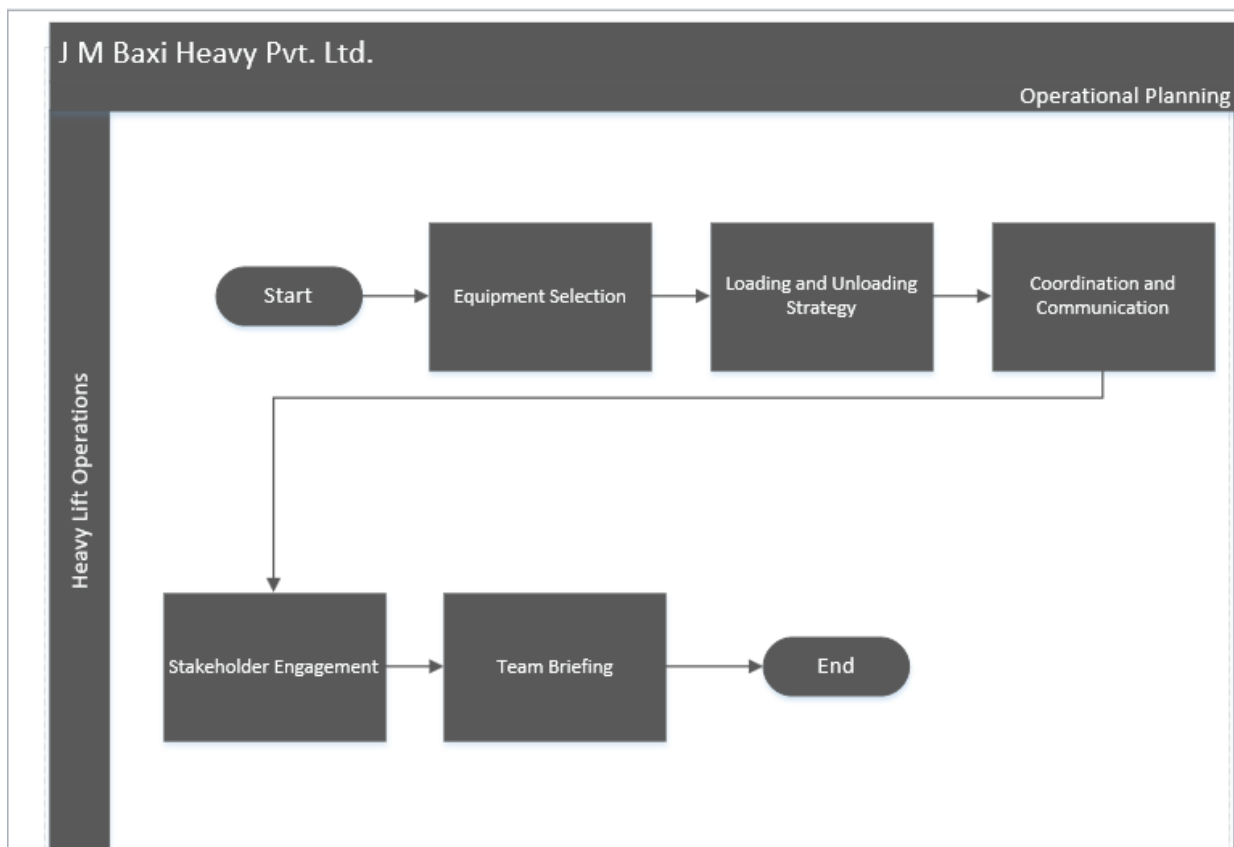 J M Baxi Heavy Pvt. Ltd.
Operational Planning
Heavy Lift Operations
Start
Equipment Selection
Loading and Unloading
Strategy
Coordination and
Communication
Stakeholder Engagement
Team Briefing
End